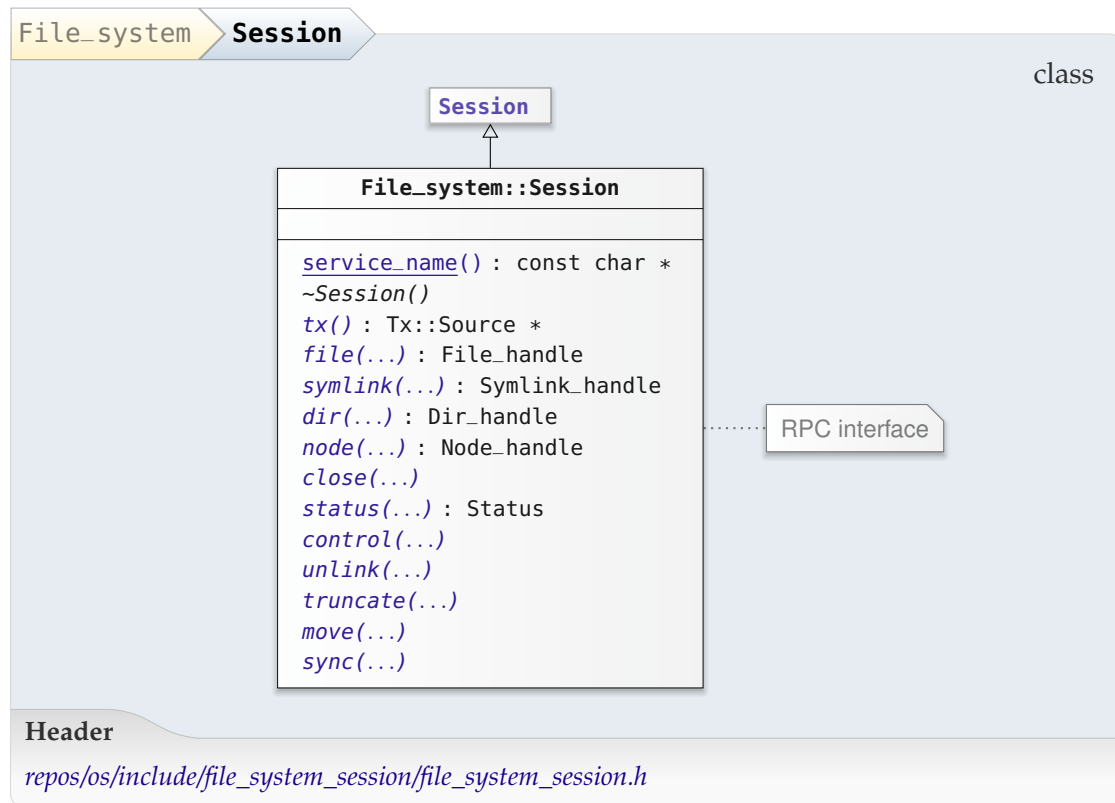 File_system Session
class
Session
File_system::Session
service_name() : const char *
~Session()
tx() : Tx::Source *
file(...) : File_handle
symlink(...) : Symlink_handle
dir(...) : Dir_handle
node(...) : Node_handle
close(...)
status(...) : Status
control(...)
unlink(...)
truncate(...)
move(...)
sync(...)
RPC interface
Header
repos/os/include/file_system_session/file_system_session.h